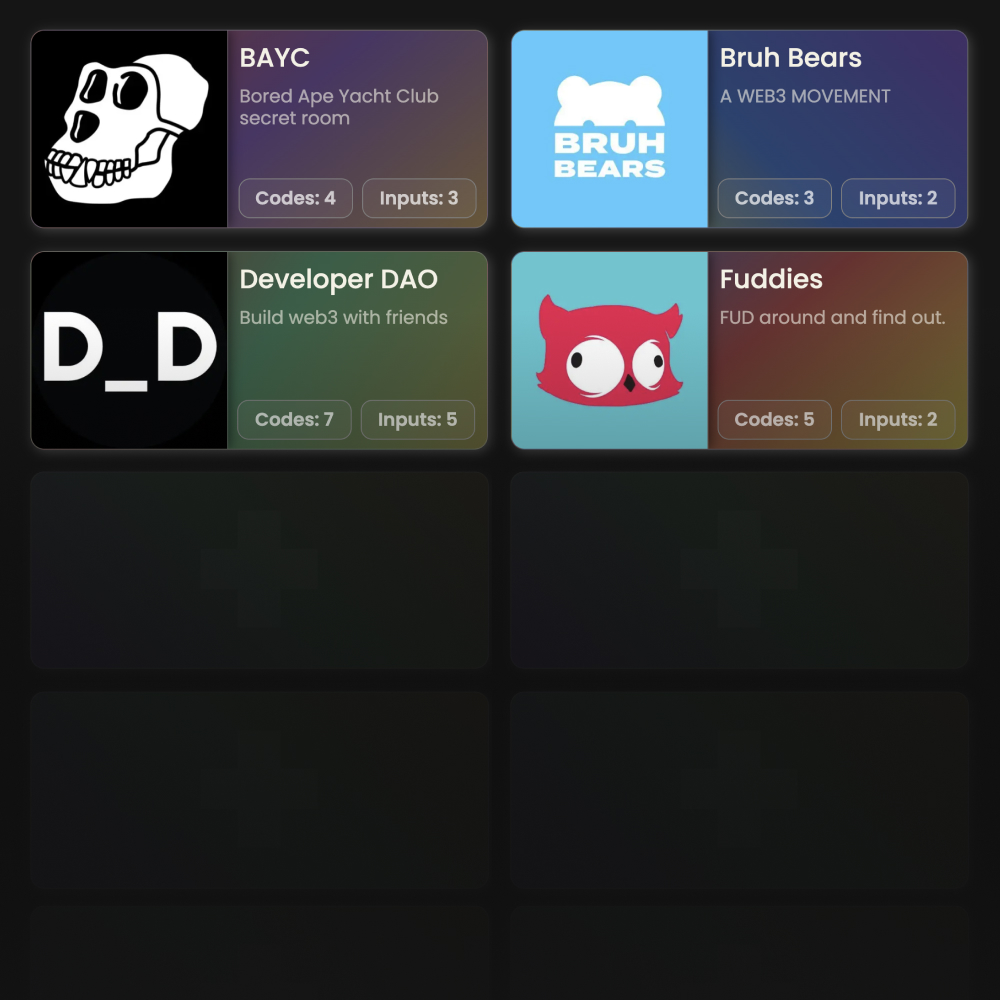 BAYC
Bored Ape Yacht Club
secret room
Codes: 4
Inputs: 3
BRUH
BEARS
Bruh Bears
A WEB3 MOVEMENT
Codes: 3
Inputs: 2
D_D
Developer DAO
Build web3 with friends
Codes: 7
Inputs: 5
Fuddies
FUD around and find out.
Codes: 5
Inputs: 2